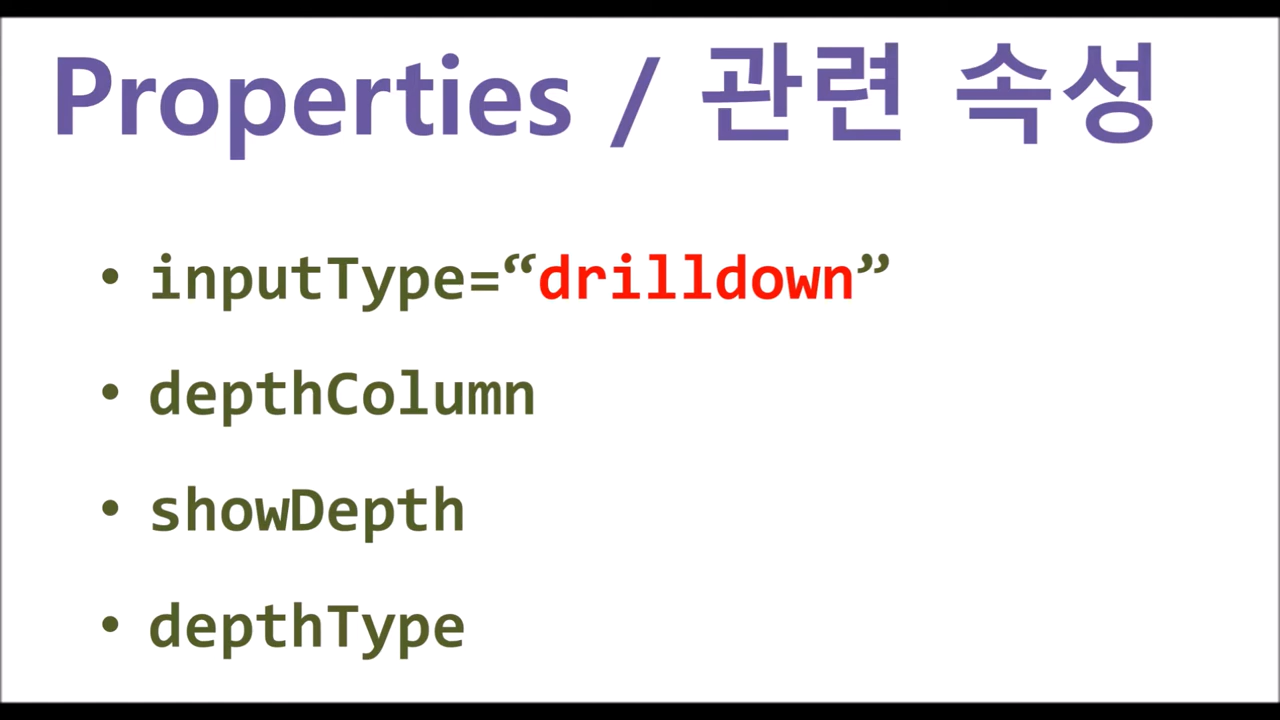 Properties / 관련 속성
• inputType=“drilldown”
• depthColumn
• showDepth
• depthType